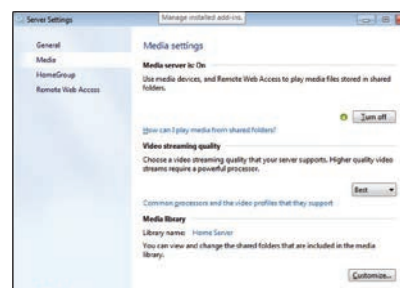 Server Settings
Manage installed add-ins.
General
Media
HomeGroup
Remote Web Access
Media settings
Media server is: On
Use media devices, and Remote Web Access to play media files stored in shared
folders.
Turn off
How can I play media from shared folders?
Video streaming quality
Choose a video streaming quality that your server supports. Higher quality video
streams require a powerful processor.
Best
Common processors and the video profiles that they support
Media library
Library name: Home Server
You can view and change the shared folders that are included in the media
library.
Customize...